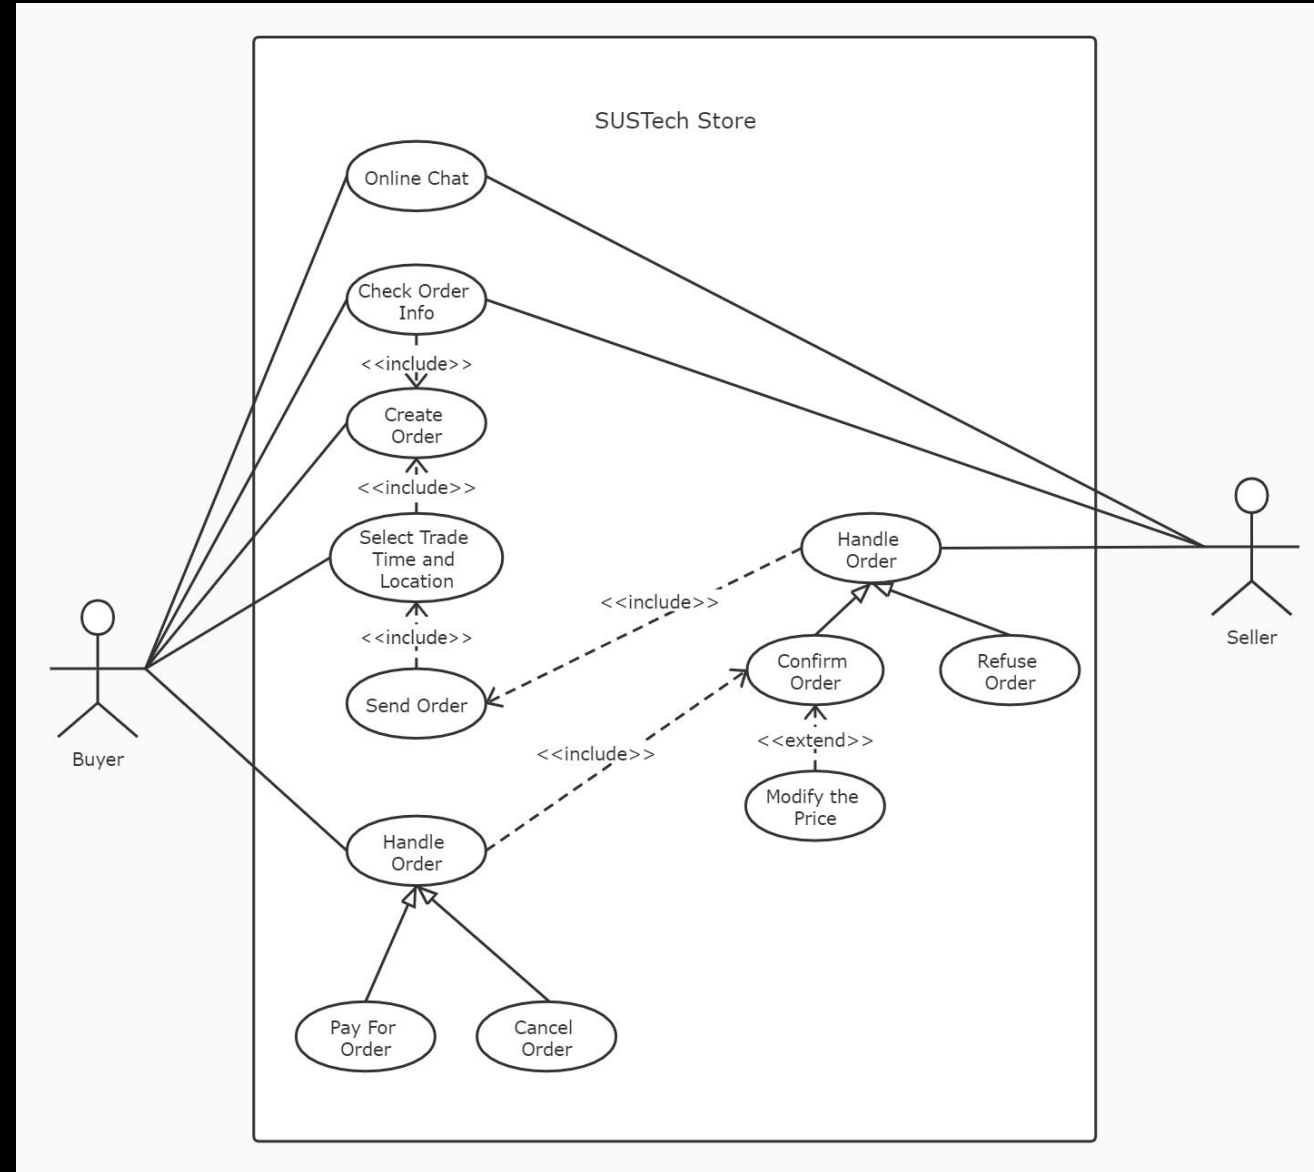 SUSTech Store
Online Chat
Check Order
Info
<<include>>
Create
Order
<<include>>
Select Trade
Time and
Location
<<include>>
Send Order
Handle
Order
<<include>>
Confirm
Order
Refuse
Order
<<include>>
<<extend>>
Modify the
Price
Handle
Order
Pay For
Order
Cancel
Order
Buyer
Seller